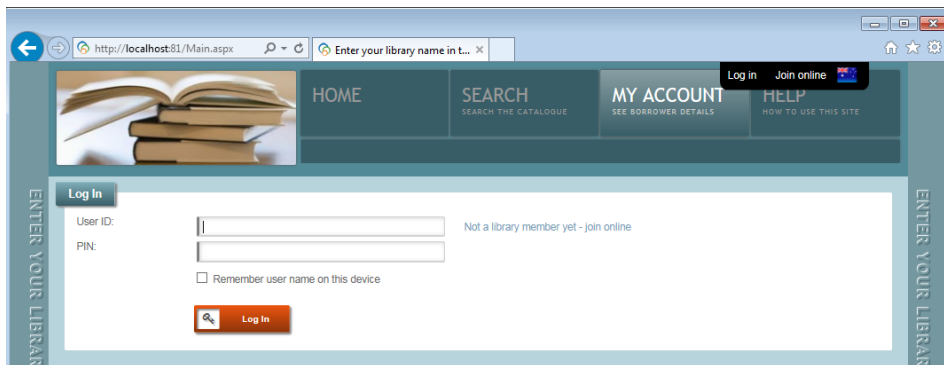 http://localhost:81/Main.aspx
Enter your library name in t...
Log in Join online
HOME
SEARCH
SEARCH THE CATALOGUE
MY ACCOUNT
SEE BORROWER DETAILS
HELP
HOW TO USE THIS SITE
ENTER YOUR LIBRAR
Log In
User ID:
Not a library member yet - join online
PIN:
Remember user name on this device
Log In
ENTER YOUR LIBRAR